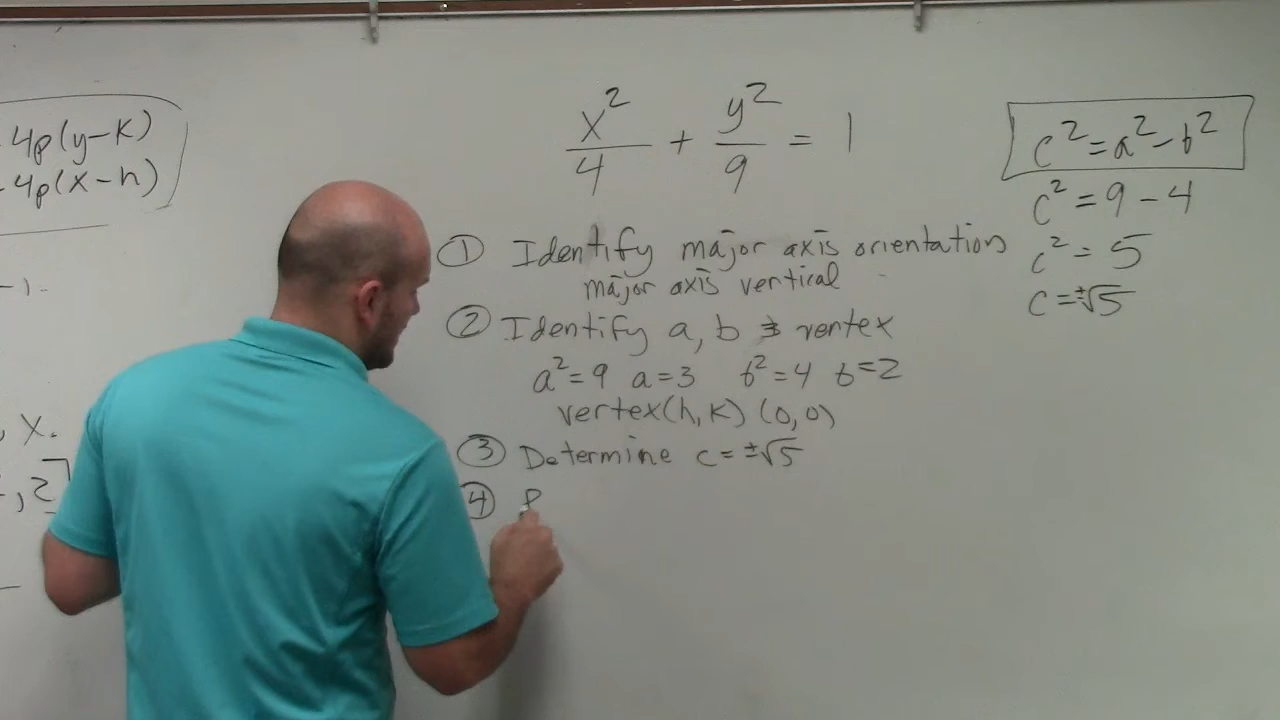 4p(y-k)
4p(x-h)
, x.
, 2]
x²/4 + y²/9 = 1
① Identify major axis orientation
major axis vertical
② Identify a, b & vertex
a²=9 a=3 b²=4 b=2
vertex(h,k) (0,0)
③ Determine c=±√5
④ P
c²=a²-b²
c²=9-4
c²=5
c=±√5